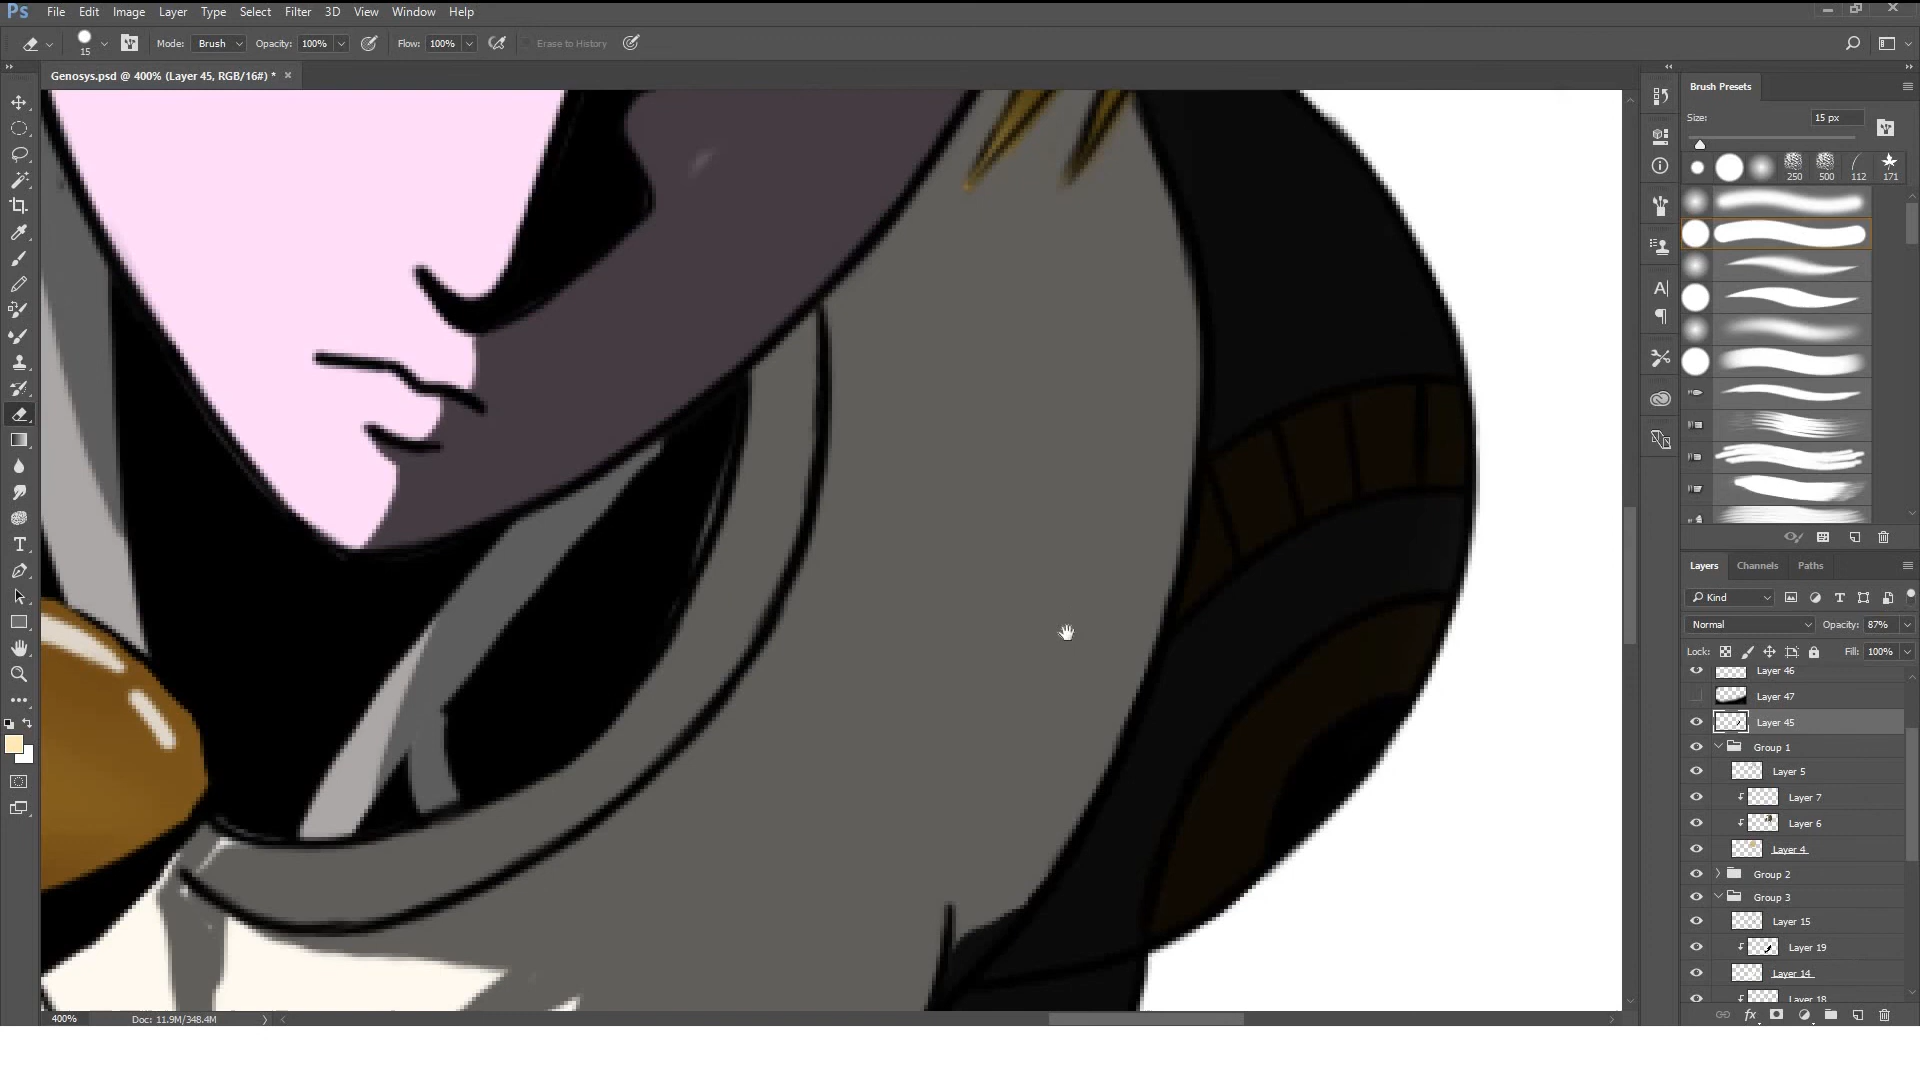 Ps File Edit Image Layer Type Select Filter 3D View Window Help
15 Mode: Brush Opacity: 100% Flow: 100% Erase to History
Genosys.psd @ 400% (Layer 45, RGB/16#) *
Brush Presets
Size: 15 px
250 500 112 171
Layers Channels Paths
Kind
Normal Opacity: 87%
Lock: Fill: 100%
Layer 46
Layer 47
Layer 45
Group 1
Layer 5
Layer 7
Layer 6
Layer 4
Group 2
Group 3
Layer 15
Layer 19
Layer 14
Layer 18
400% Doc: 11.9M/348.4M